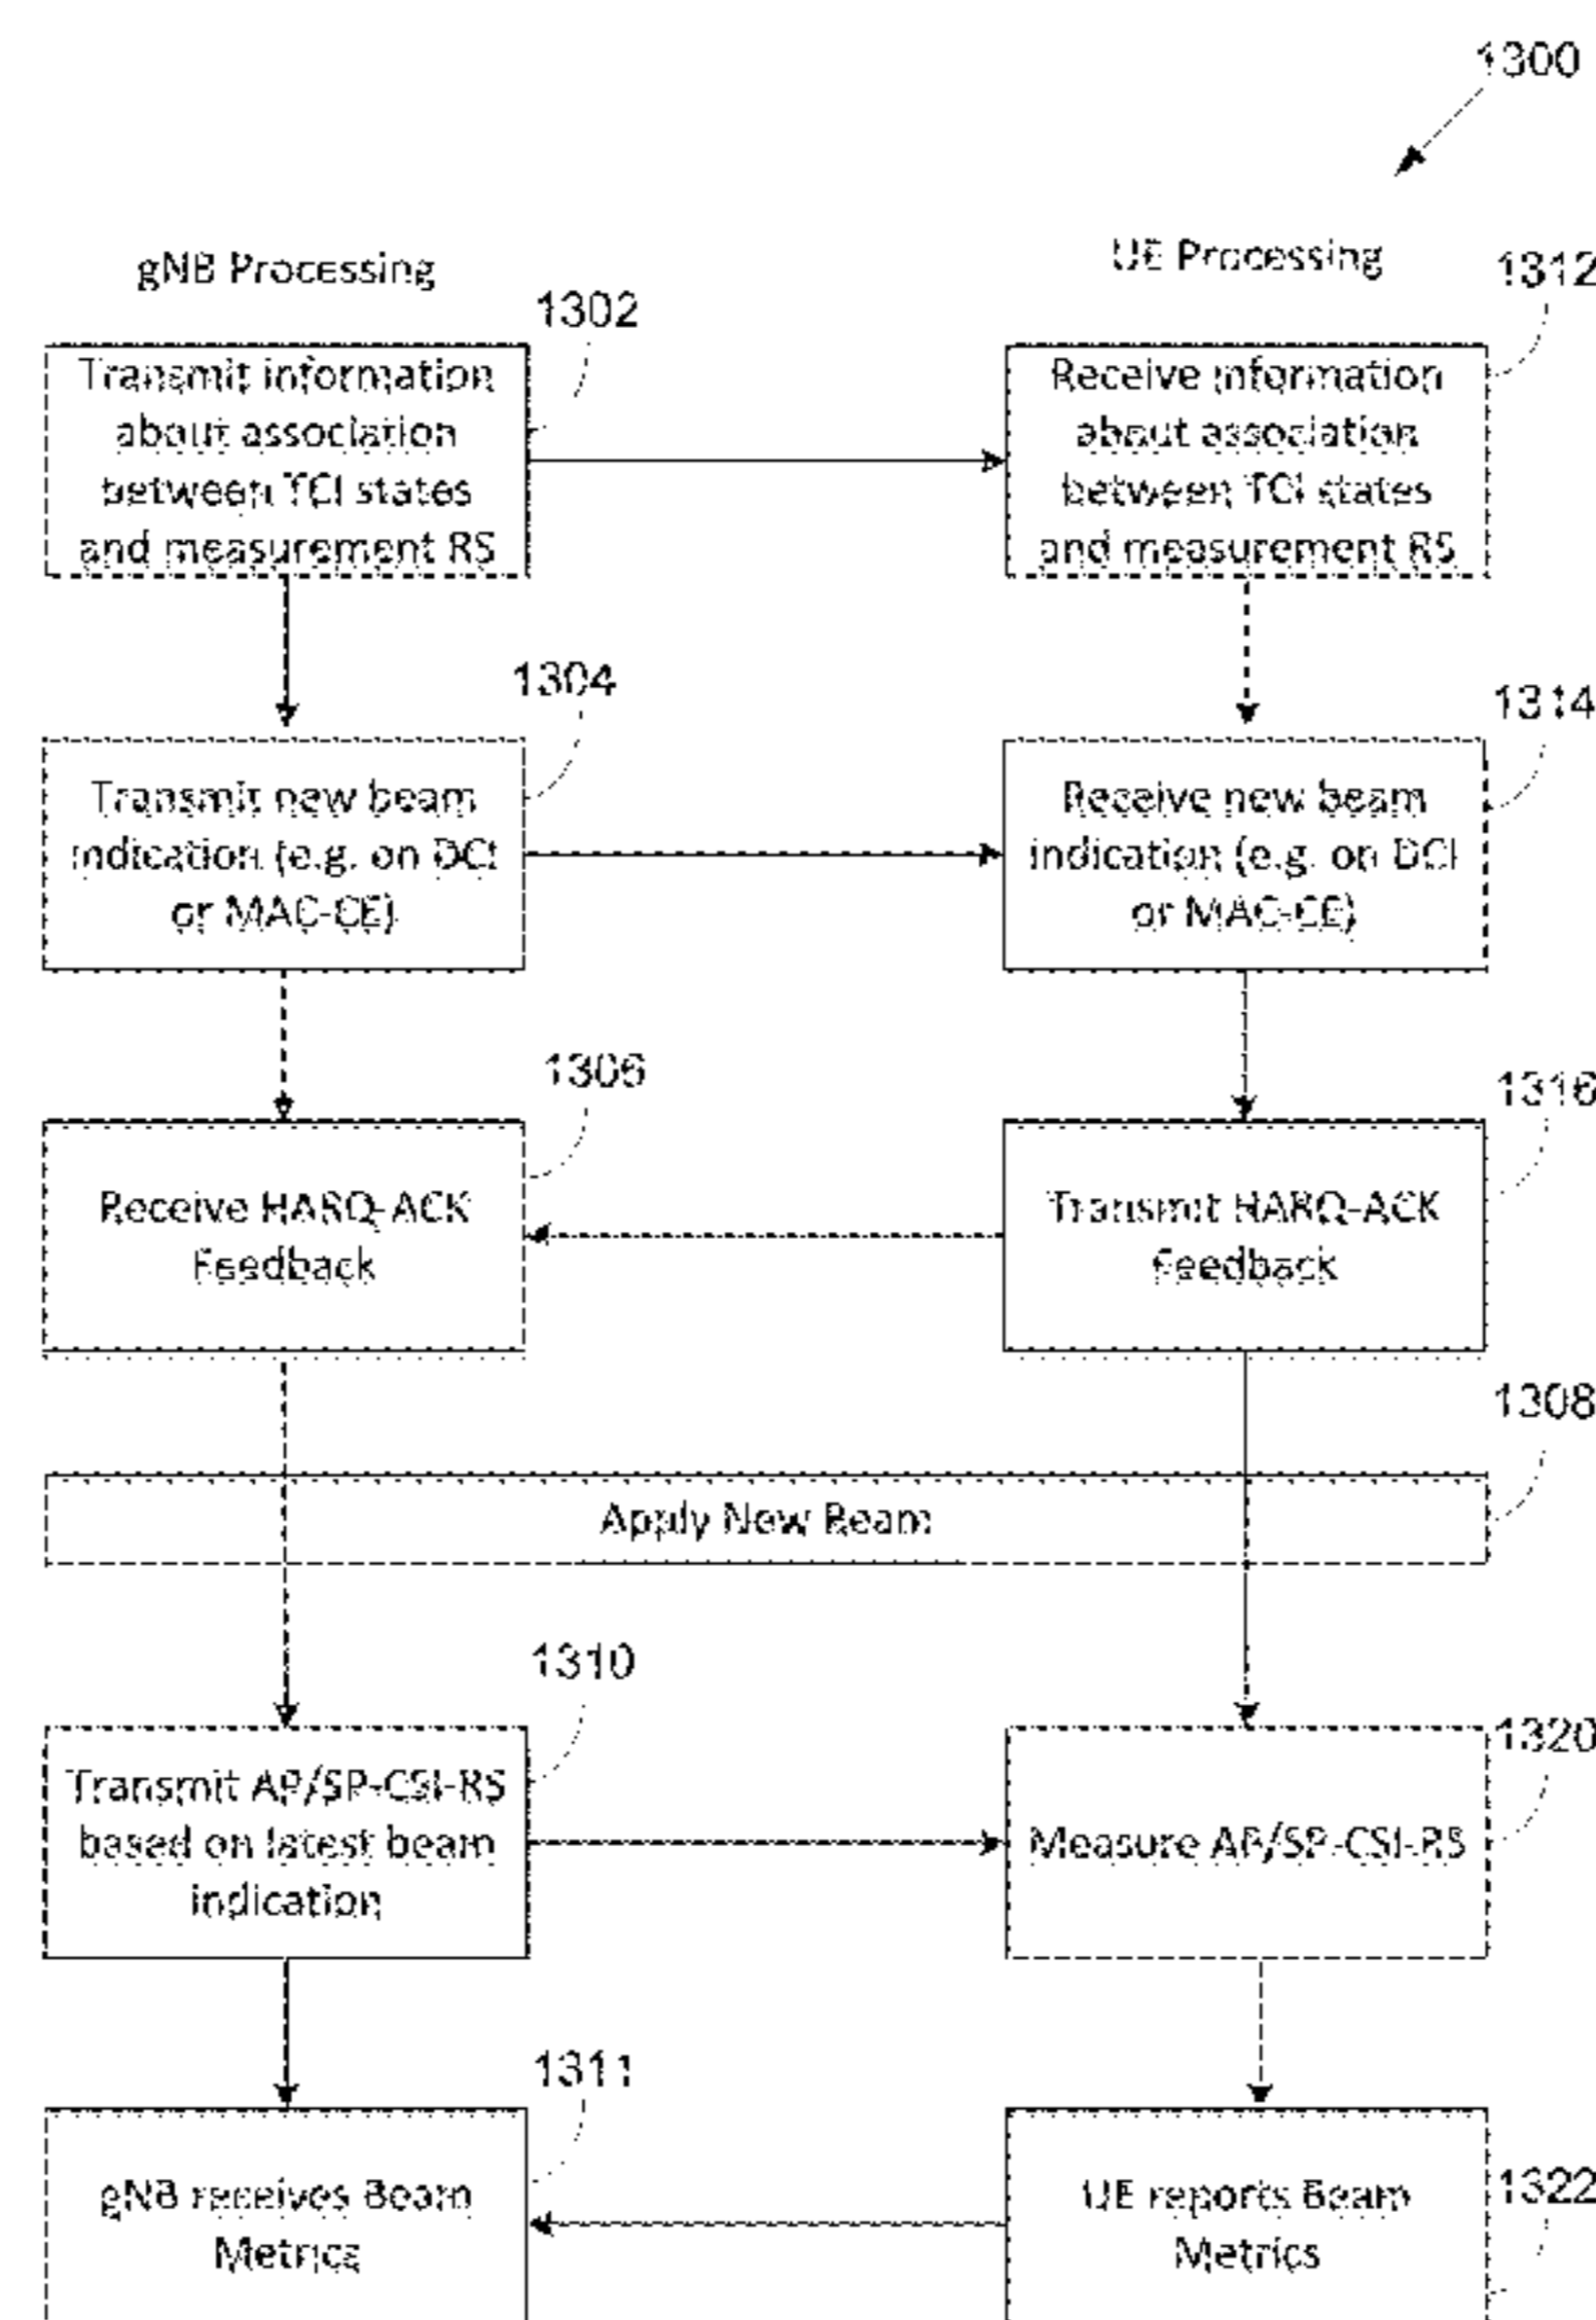 1300
gNB Processing
UE Processing
1312
1302
Transmit information
about association
between TCI states
and measurement RS
Receive information
about association
between TCI states
and measurement RS
1304
1314
Transmit new beam
indication (e.g. on DCI
or MAC-CE)
Receive new beam
indication (e.g. on DCI
or MAC-CE)
1306
1316
Receive HARQ-ACK
Feedback
Transmit HARQ-ACK
Feedback
1308
Apply New Beam
1310
1320
Transmit AP/SP-CSI-RS
based on latest beam
indication
Measure AP/SP-CSI-RS
1311
1322
gNB receives Beam
Metrics
UE reports Beam
Metrics